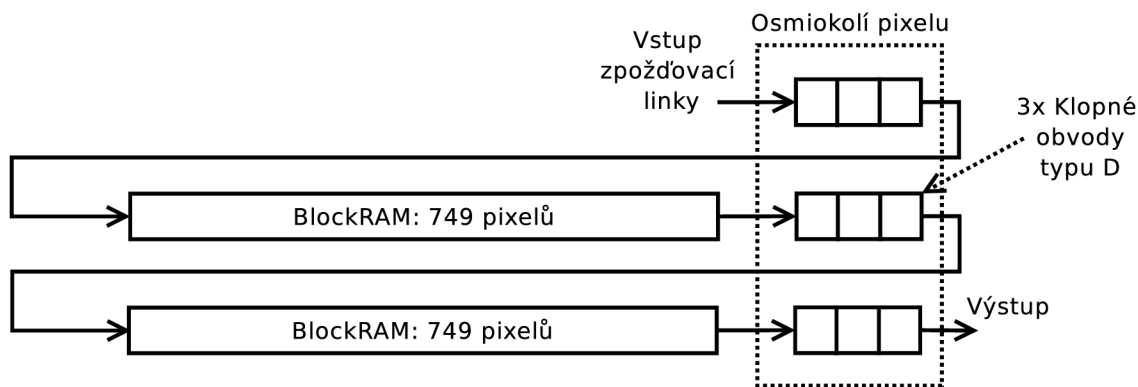 Osmiokolí pixelu
Vstup
zpožďovací
linky
3x Klopné
obvody
typu D
BlockRAM: 749 pixelů
BlockRAM: 749 pixelů
Výstup